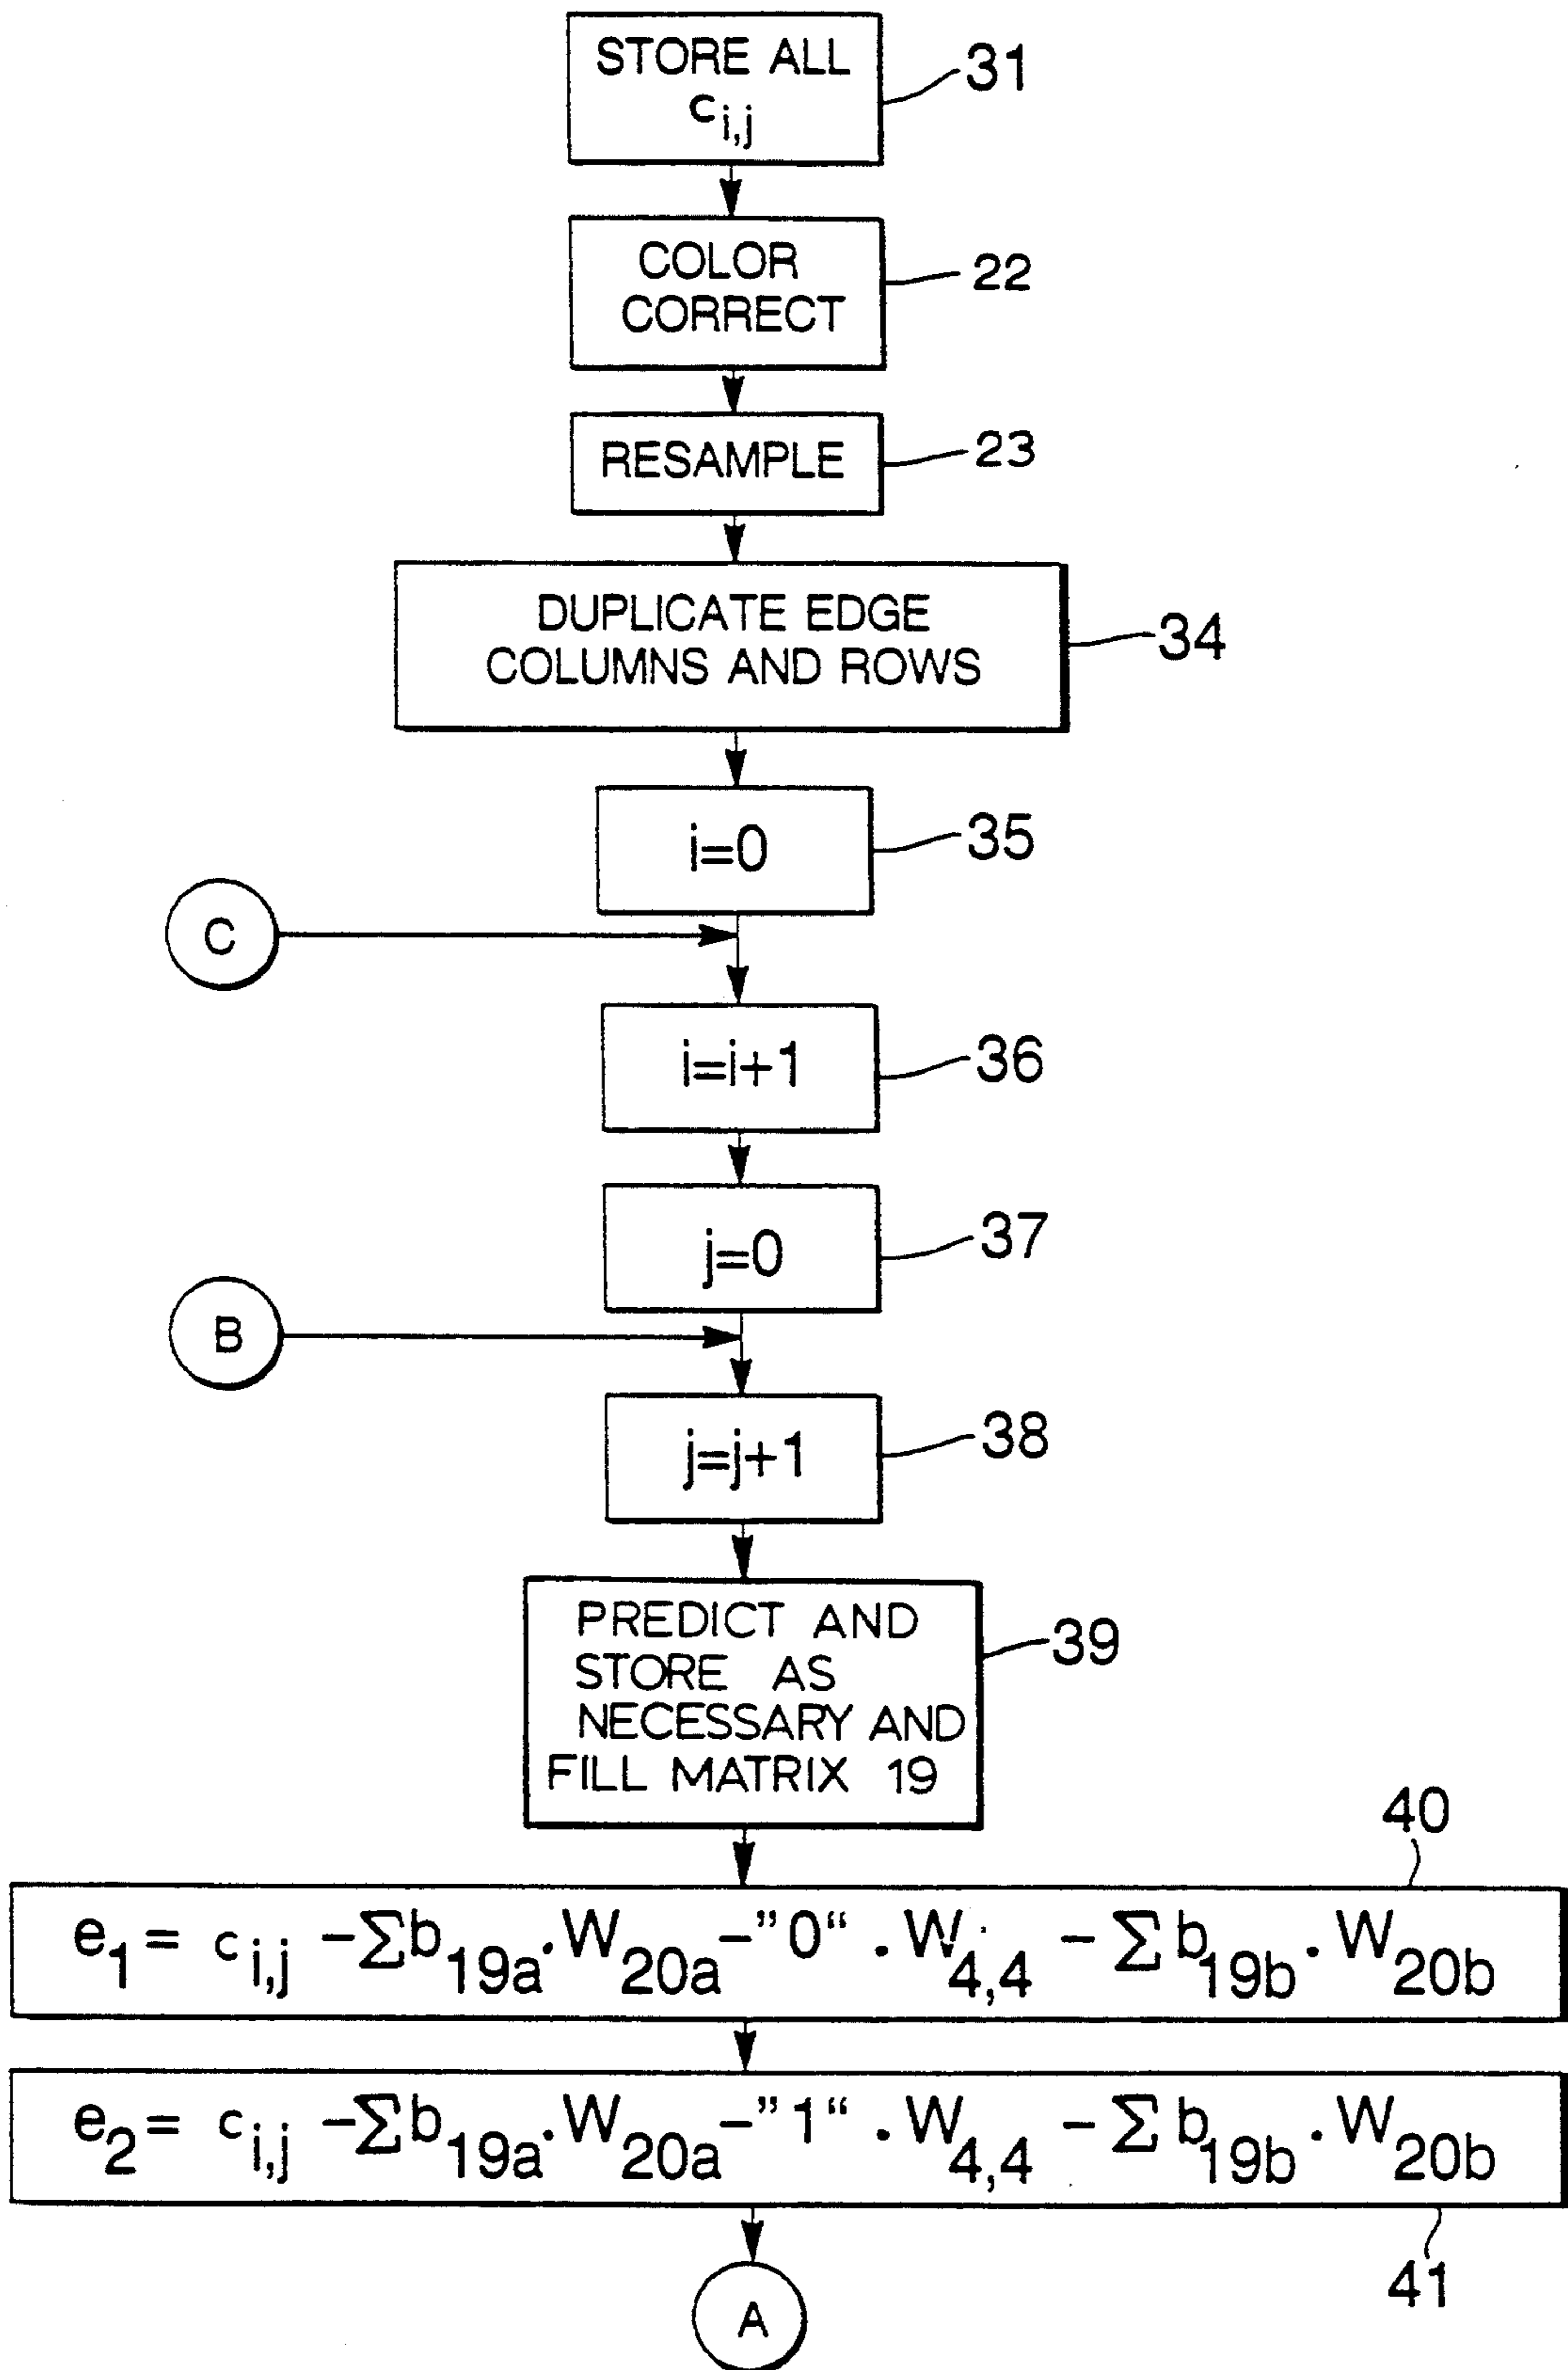 STORE ALL
c i,j
31
COLOR
CORRECT
22
RESAMPLE
23
DUPLICATE EDGE
COLUMNS AND ROWS
34
i=0
35
C
i=i+1
36
j=0
37
B
j=j+1
38
PREDICT AND
STORE AS
NECESSARY AND
FILL MATRIX 19
39
40
e1 = c i,j -Σb19a.W20a-”0“ . W4,4 - Σb19b. W20b
e2 = c i,j -Σb19a.W20a-”1“ . W4,4 - Σb19b. W20b
41
A